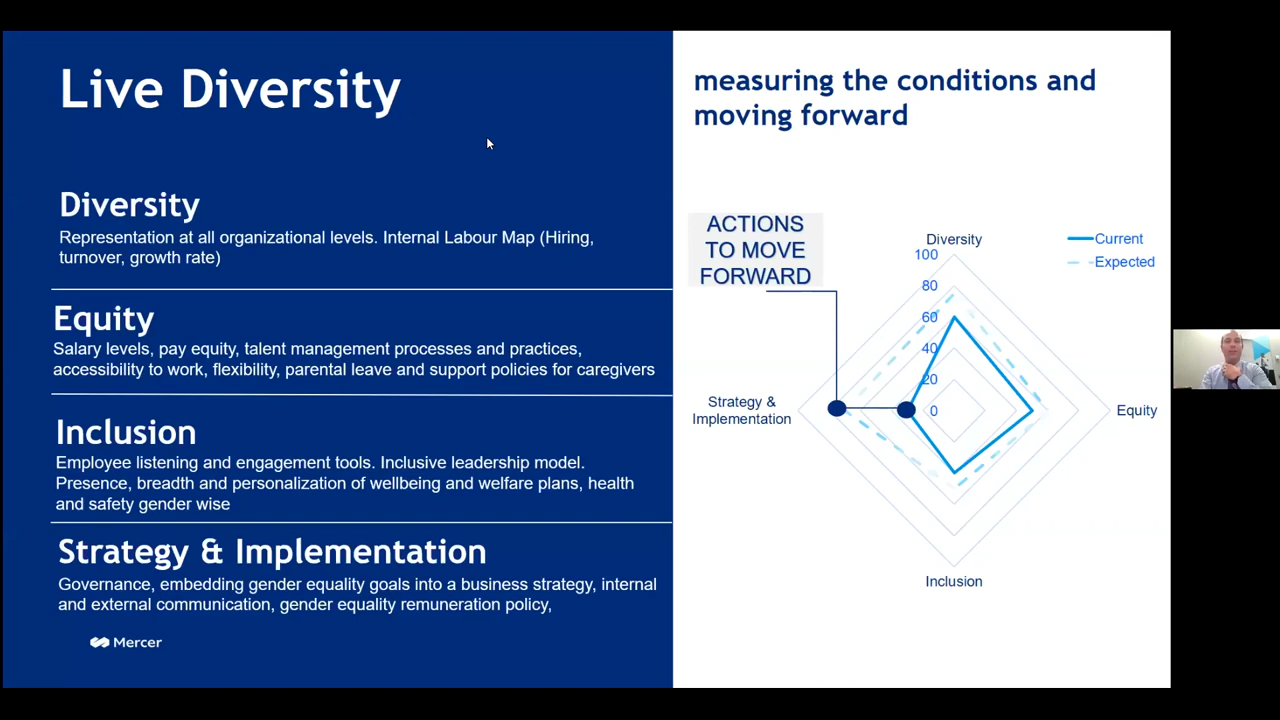 Live Diversity
Diversity
Representation at all organizational levels. Internal Labour Map (Hiring,
turnover, growth rate)
Equity
Salary levels, pay equity, talent management processes and practices,
accessibility to work, flexibility, parental leave and support policies for caregivers
Inclusion
Employee listening and engagement tools. Inclusive leadership model.
Presence, breadth and personalization of wellbeing and welfare plans, health
and safety gender wise
Strategy & Implementation
Governance, embedding gender equality goals into a business strategy, internal
and external communication, gender equality remuneration policy,
Mercer
measuring the conditions and
moving forward
ACTIONS
TO MOVE
FORWARD
Diversity
100
80
60
40
20
0
Current
Expected
Strategy &
Implementation
Equity
Inclusion